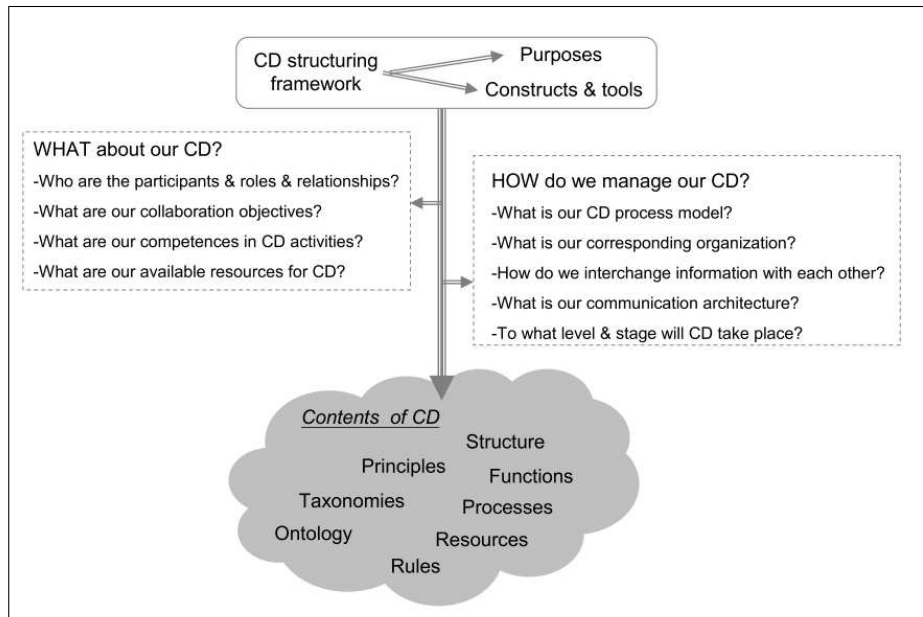 CD structuring
framework
Purposes
Constructs & tools
WHAT about our CD?
-Who are the participants & roles & relationships?
-What are our collaboration objectives?
-What are our competences in CD activities?
-What are our available resources for CD?
HOW do we manage our CD?
-What is our CD process model?
-What is our corresponding organization?
-How do we interchange information with each other?
-What is our communication architecture?
-To what level & stage will CD take place?
Contents of CD
Structure
Principles
Functions
Taxonomies
Processes
Ontology
Resources
Rules